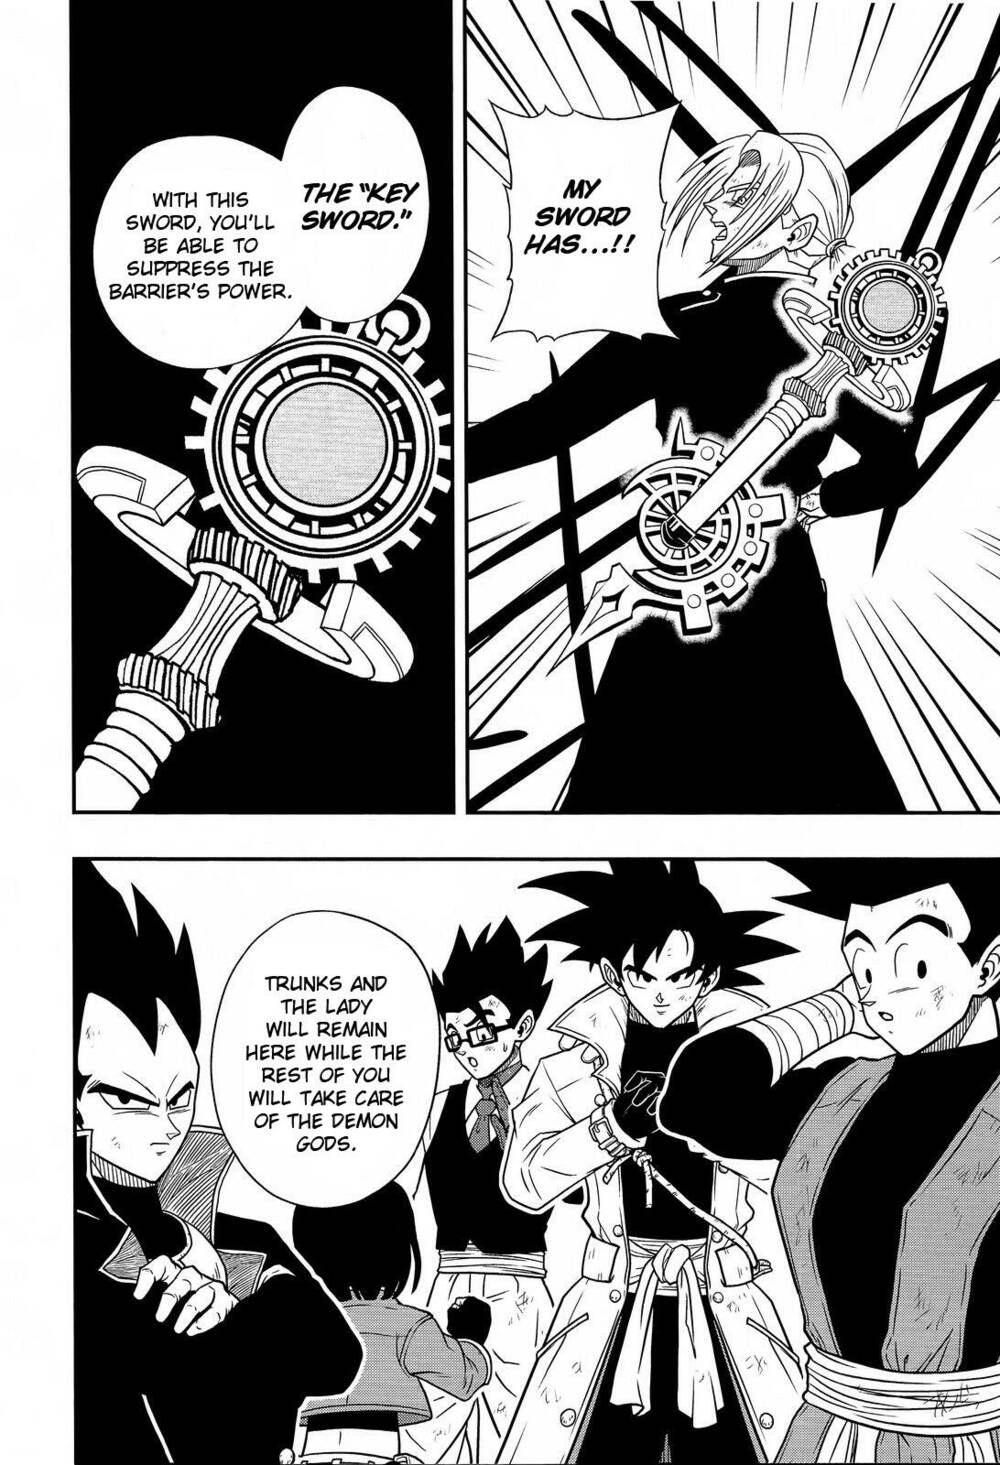 MY
SWORD
HAS...!!
THE "KEY
SWORD."
WITH THIS
SWORD, YOU'LL
BE ABLE TO
SUPPRESS THE
BARRIER'S POWER.
TRUNKS AND
THE LADY
WILL REMAIN
HERE WHILE THE
REST OF YOU
WILL TAKE CARE
OF THE DEMON
GODS.